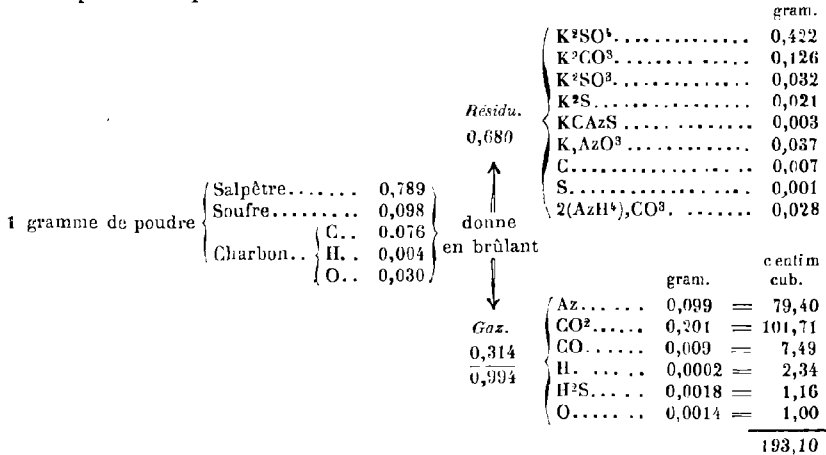 gram.
K²SO⁴.............. 0,422
K²CO³.............. 0,126
K²SO³.............. 0,032
K²S................ 0,021
Résidu.
KCAzS ............. 0,003
0,680
K,AzO³ ............ 0,037
C.................. 0,007
S.................. 0,001
2(AzH⁴),CO³. ........ 0,028
1 gramme de poudre
Salpêtre....... 0,789
Soufre......... 0,098
Charbon..
C.. 0.076
H.. 0,004
O.. 0,030
donne
en brûlant
centim
gram. cub.
Gaz.
0,314
0,994
Az...... 0,099 = 79,40
CO²..... 0,201 = 101,71
CO...... 0,009 = 7,49
H. ..... 0,0002 = 2,34
H²S..... 0,0018 = 1,16
O....... 0,0014 = 1,00
193,10